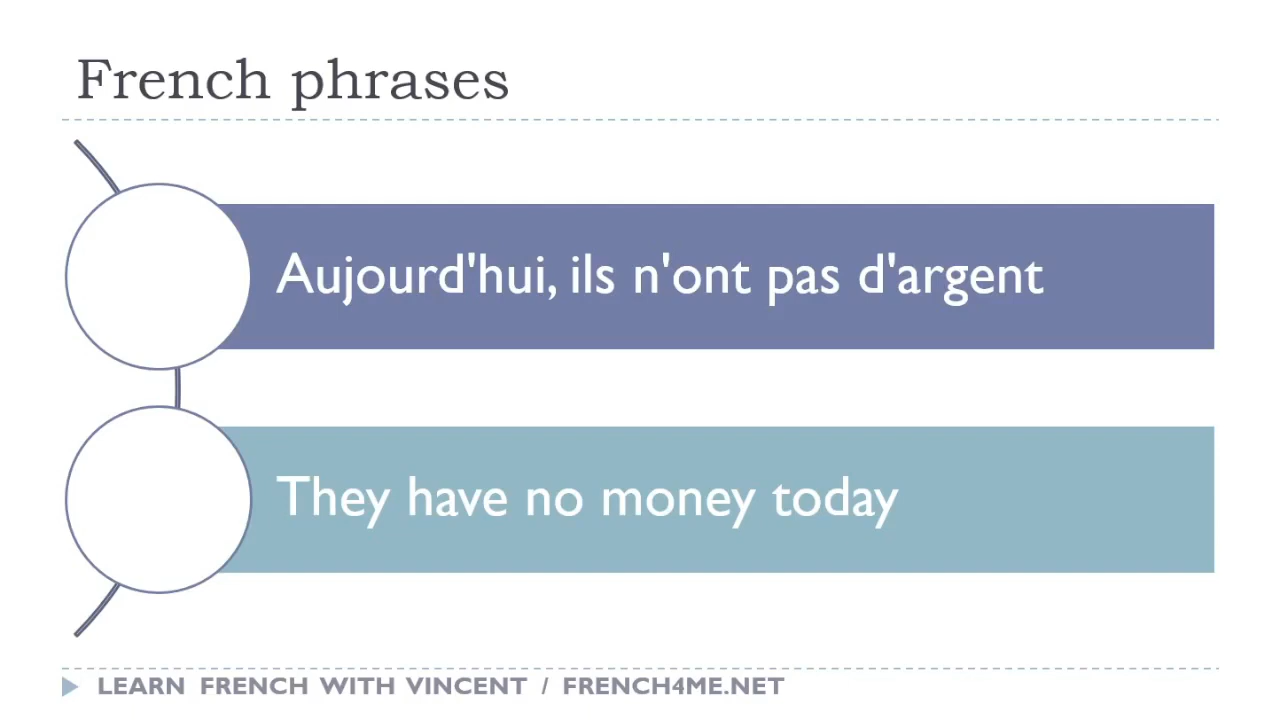 French phrases
Aujourd'hui, ils n'ont pas d'argent
They have no money today
LEARN FRENCH WITH VINCENT / FRENCH4ME.NET